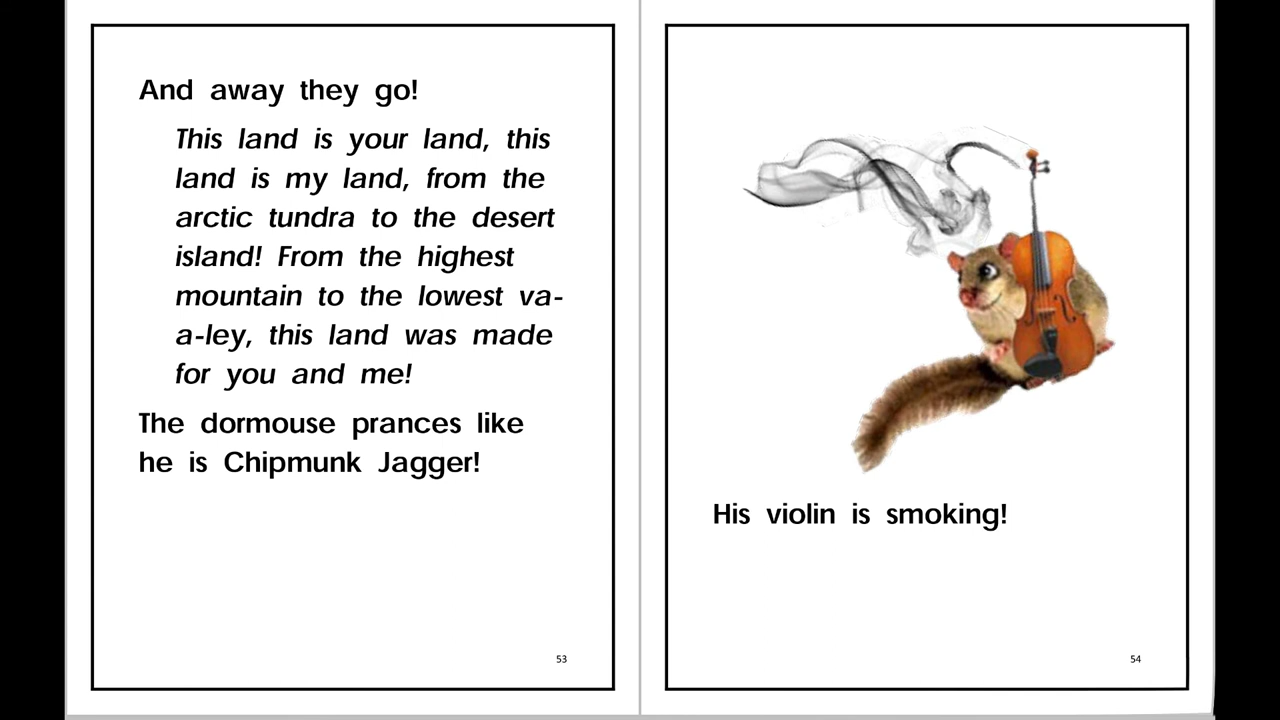 And away they go!
This land is your land, this
land is my land, from the
arctic tundra to the desert
island! From the highest
mountain to the lowest va-
a-ley, this land was made
for you and me!
The dormouse prances like
he is Chipmunk Jagger!
53
His violin is smoking!
54